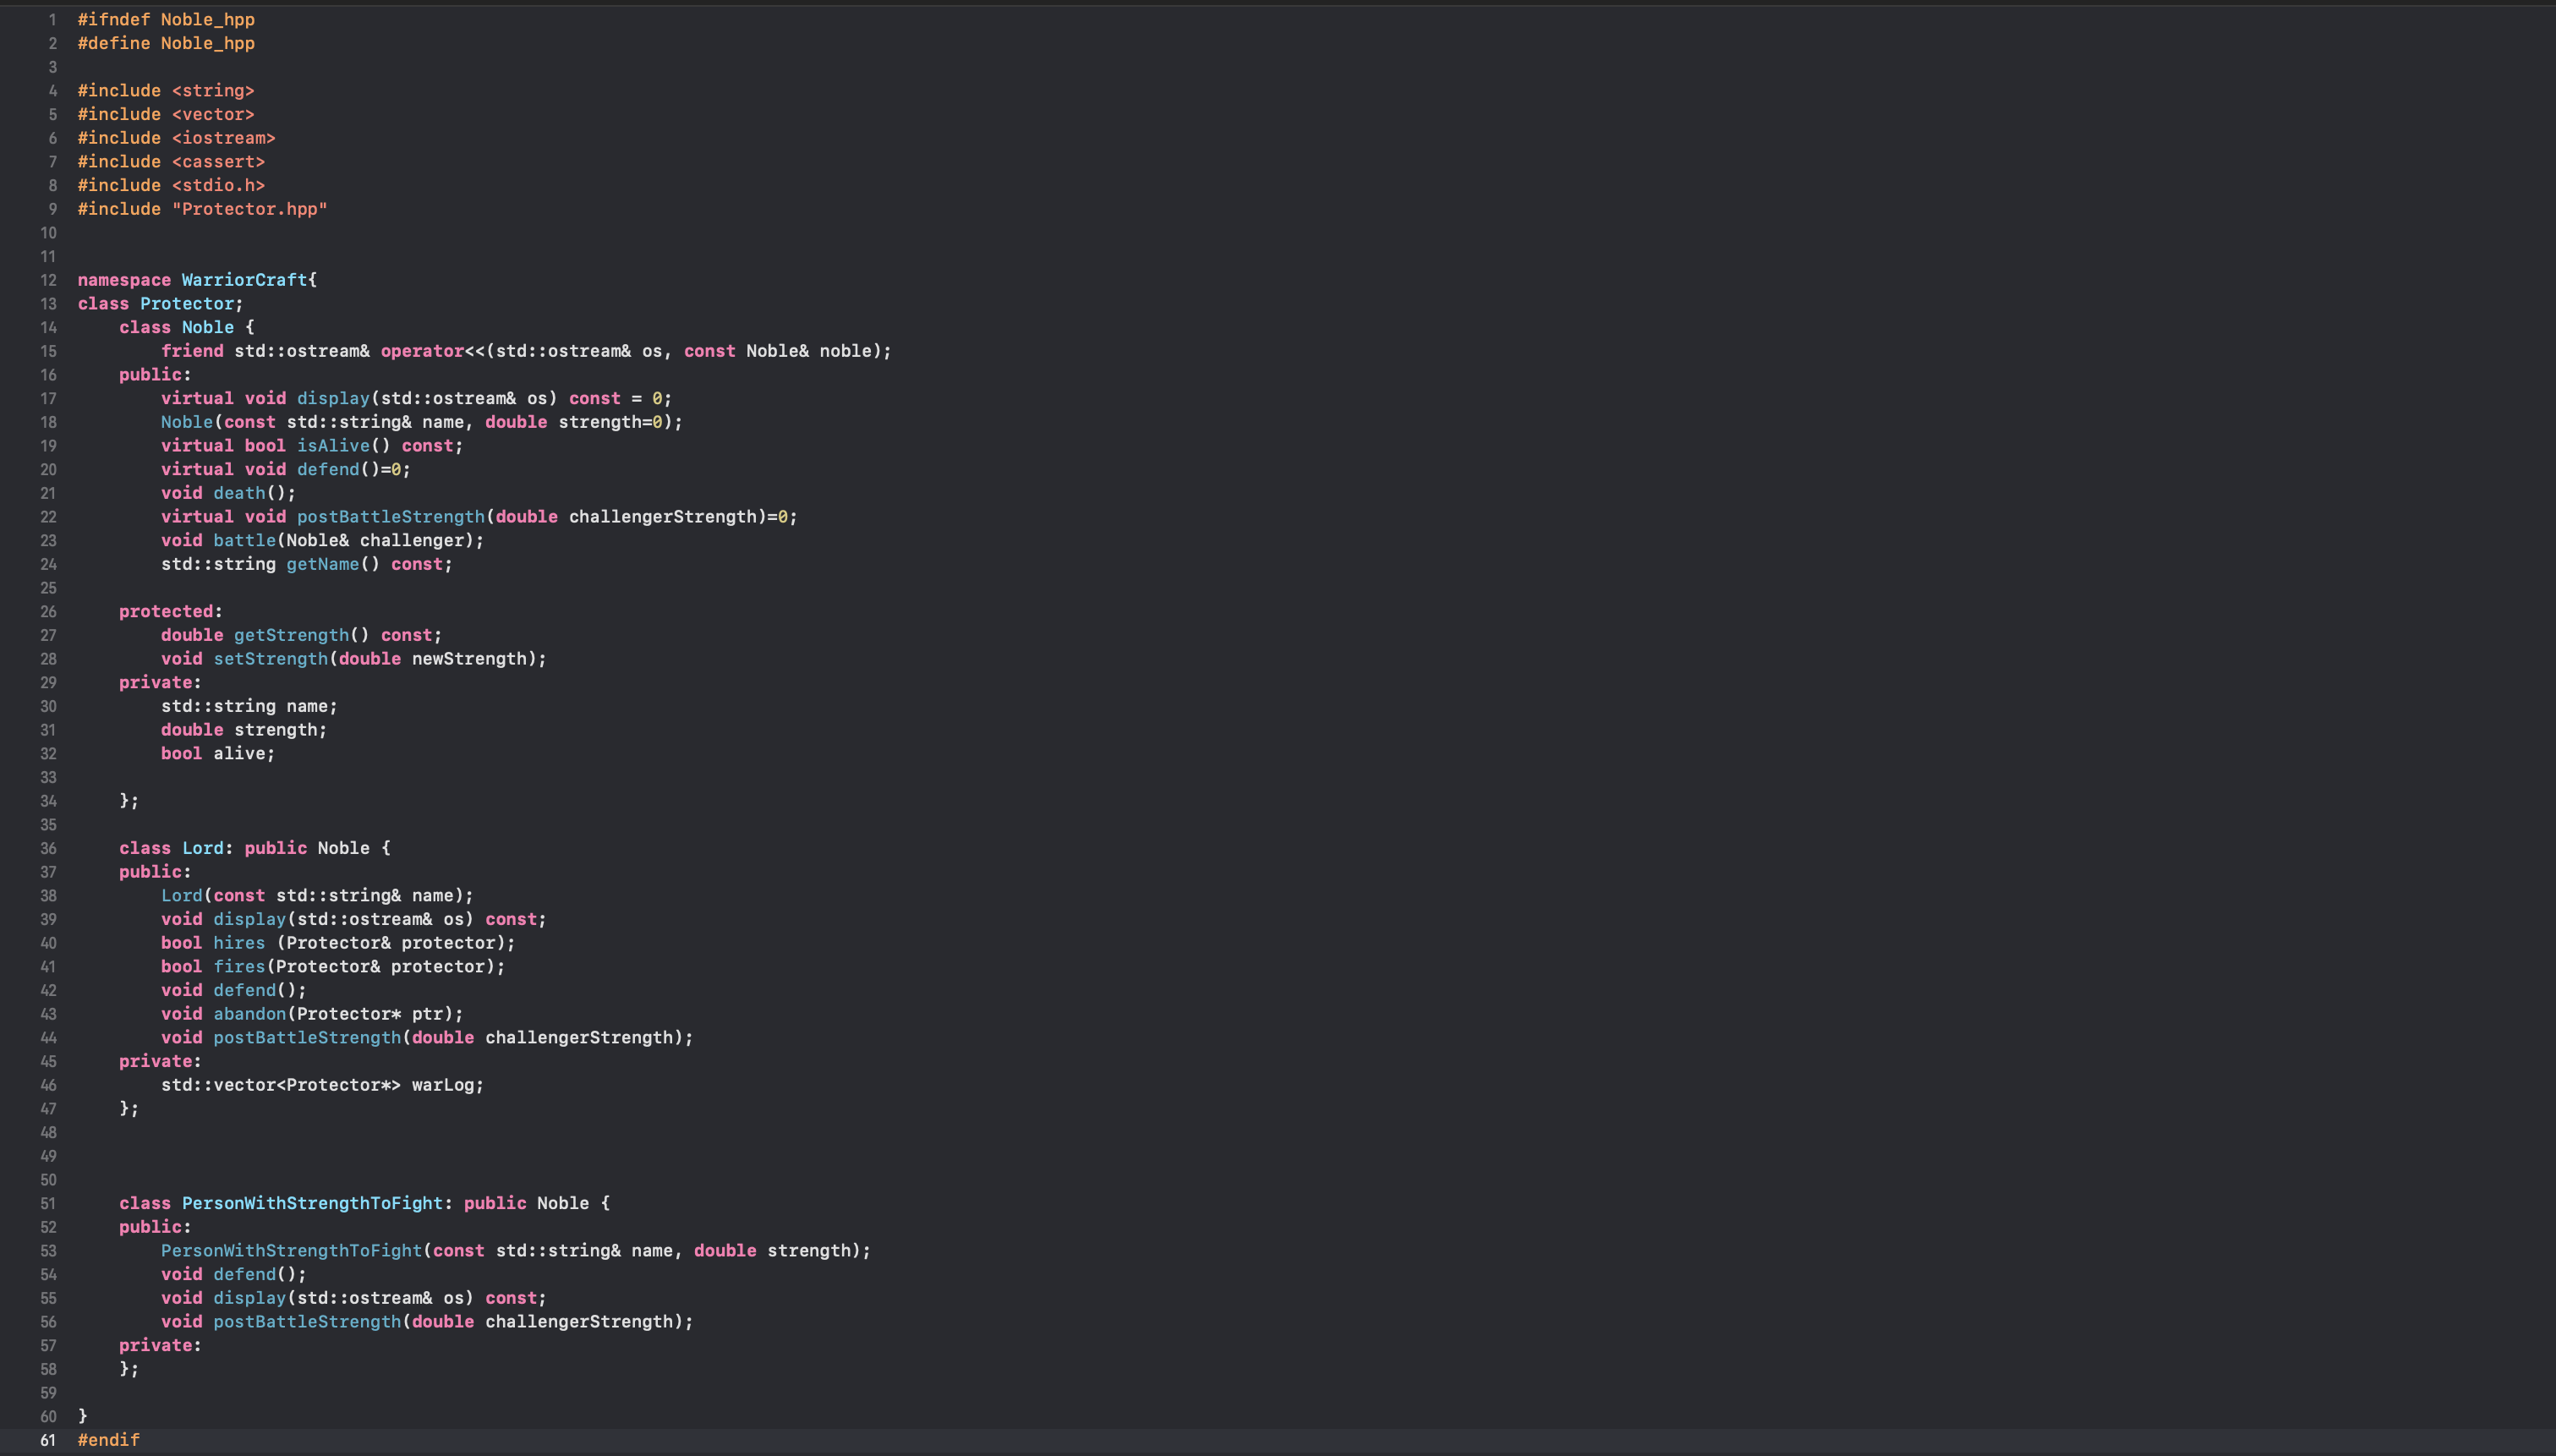 1 #ifndef Noble_hpp
2 #define Noble_hpp
3
4 #include <string>
5 #include <vector>
6 #include <iostream>
7 #include <cassert>
8 #include <stdio.h>
9 #include "Protector.hpp"
10
11
12 namespace WarriorCraft{
13 class Protector;
14     class Noble {
15         friend std::ostream& operator<<(std::ostream& os, const Noble& noble);
16     public:
17         virtual void display(std::ostream& os) const = 0;
18         Noble(const std::string& name, double strength=0);
19         virtual bool isAlive() const;
20         virtual void defend()=0;
21         void death();
22         virtual void postBattleStrength(double challengerStrength)=0;
23         void battle(Noble& challenger);
24         std::string getName() const;
25
26     protected:
27         double getStrength() const;
28         void setStrength(double newStrength);
29     private:
30         std::string name;
31         double strength;
32         bool alive;
33
34     };
35
36     class Lord: public Noble {
37     public:
38         Lord(const std::string& name);
39         void display(std::ostream& os) const;
40         bool hires (Protector& protector);
41         bool fires(Protector& protector);
42         void defend();
43         void abandon(Protector* ptr);
44         void postBattleStrength(double challengerStrength);
45     private:
46         std::vector<Protector*> warLog;
47     };
48
49
50
51     class PersonWithStrengthToFight: public Noble {
52     public:
53         PersonWithStrengthToFight(const std::string& name, double strength);
54         void defend();
55         void display(std::ostream& os) const;
56         void postBattleStrength(double challengerStrength);
57     private:
58     };
59
60 }
61 #endif